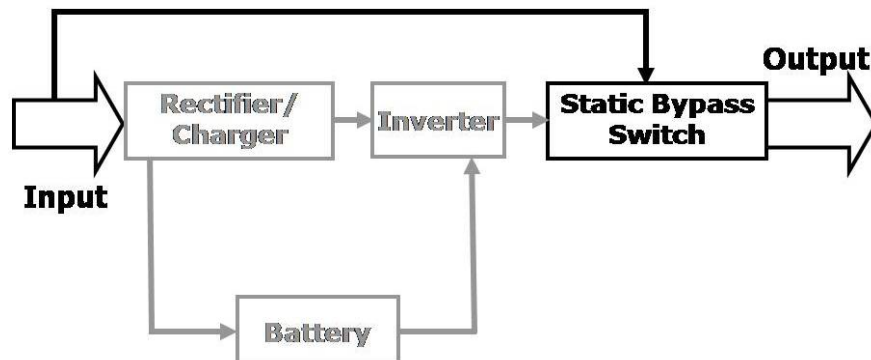 Output
Rectifier/
Charger
Inverter
Static Bypass
Switch
Input
Battery